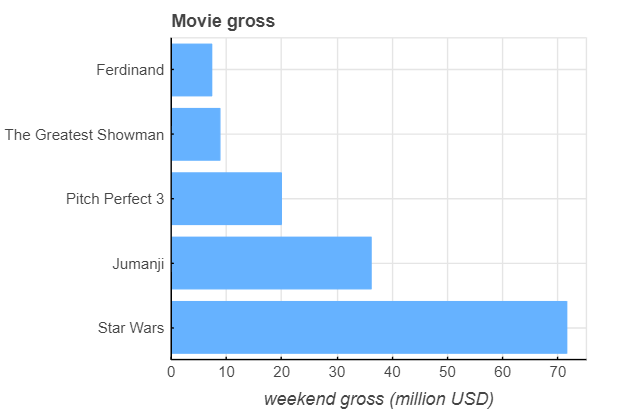 Movie gross
Ferdinand
The Greatest Showman
Pitch Perfect 3
Jumanji
Star Wars
0 10 20 30 40 50 60 70
weekend gross (million USD)